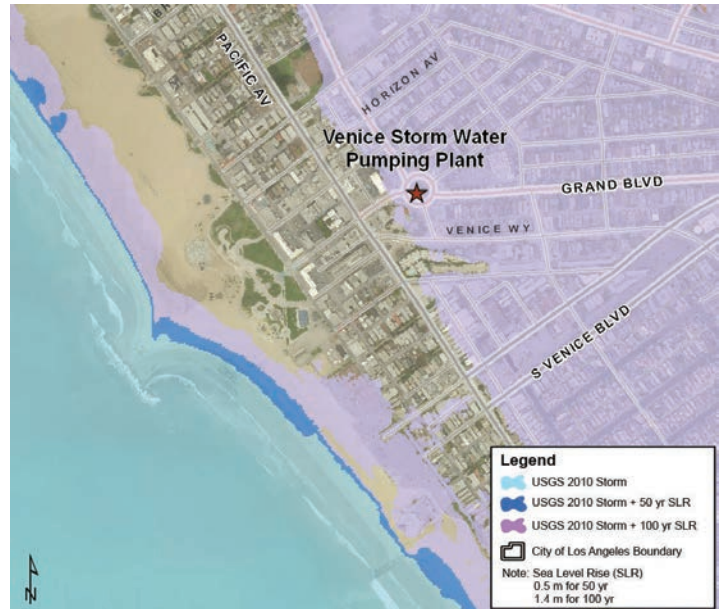 PACIFIC AV
HORIZON AV
Venice Storm Water
Pumping Plant
GRAND BLVD
VENICE WY
S VENICE BLVD
Legend
USGS 2010 Storm
USGS 2010 Storm + 50 yr SLR
USGS 2010 Storm + 100 yr SLR
City of Los Angeles Boundary
Note: Sea Level Rise (SLR)
0.5 m for 50 yr
1.4 m for 100 yr
N